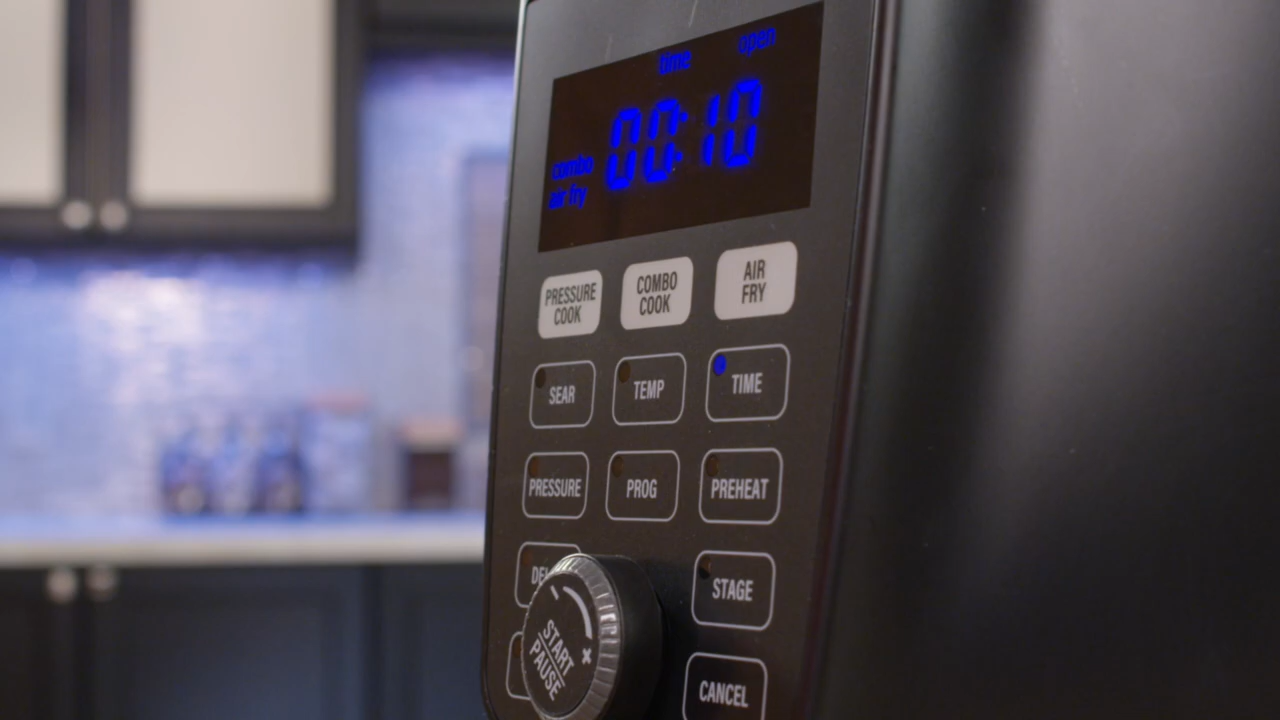 time open
00:10
combo
air fry
PRESSURE
COOK
COMBO
COOK
AIR
FRY
SEAR
TEMP
TIME
PRESSURE
PROG
PREHEAT
STAGE
START
PAUSE
CANCEL